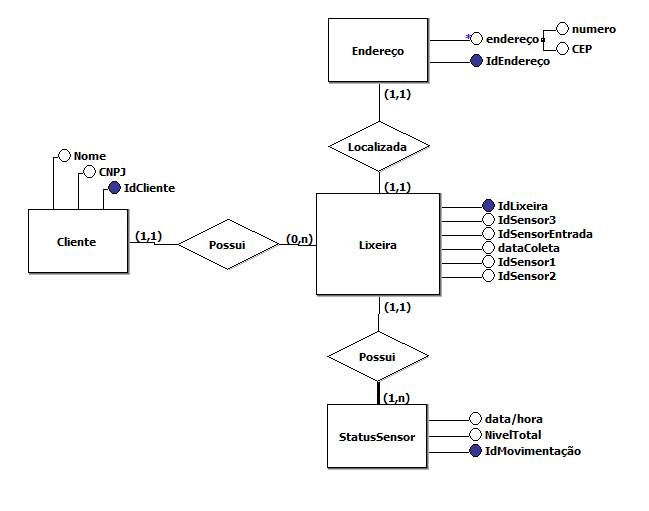 numero
* endereço
Endereço
CEP
IdEndereço
(1,1)
Localizada
Nome
CNPJ
(1,1)
IdCliente
IdLixeira
IdSensor3
IdSensorEntrada
(1,1)
(0,n)
Cliente
Possui
Lixeira
dataColeta
IdSensor1
IdSensor2
(1,1)
Possui
(1,n)
data/hora
StatusSensor
NivelTotal
IdMovimentação